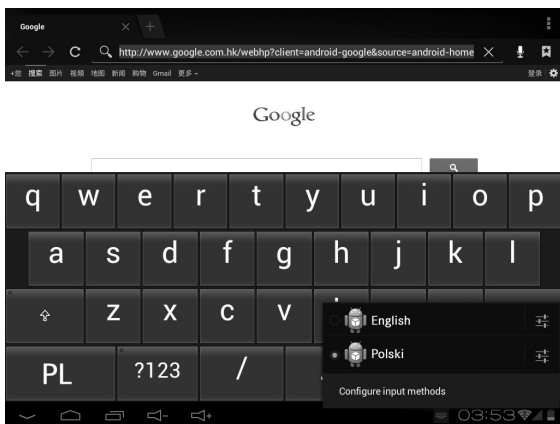 Google
http://www.google.com.hk/webhp?client=android-google&source=android-home
+您 搜索 图片 视频 地图 新闻 购物 Gmail 更多 登录
Google
q w e r t y u i o p
a s d f g h j k l
z x c v
English
PL ?123 /
Polski
Configure input methods
03:53